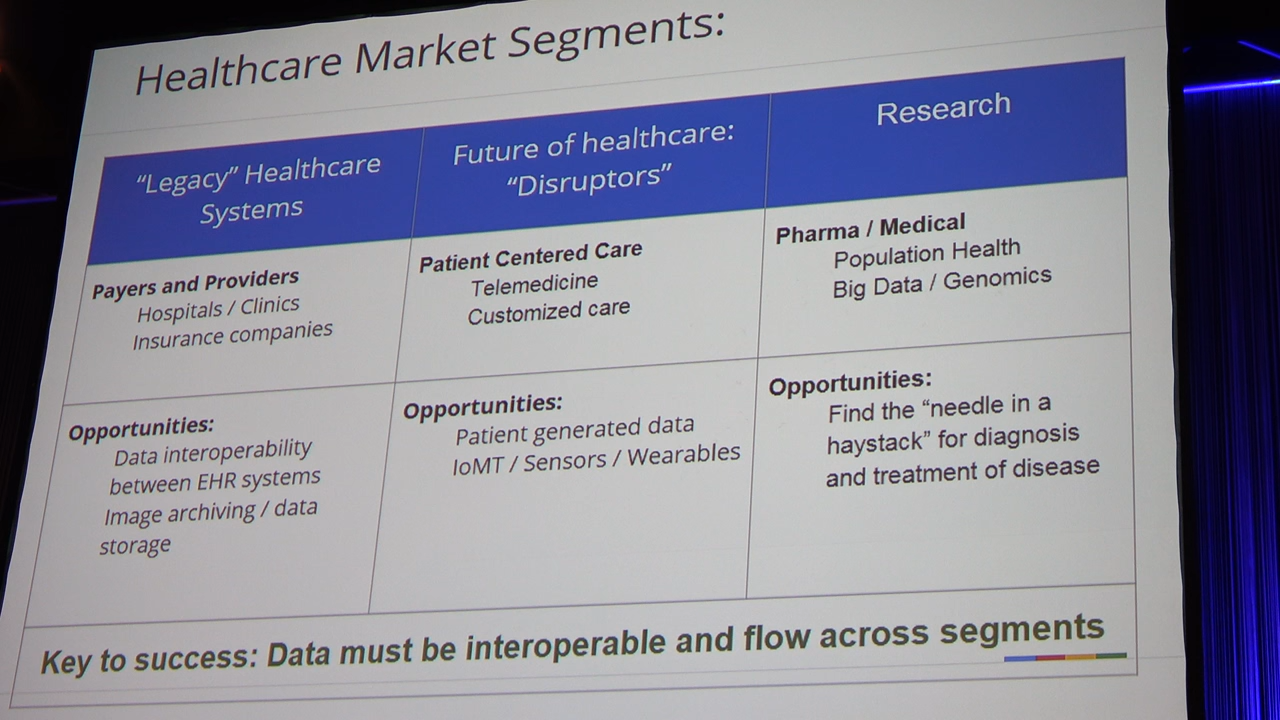 Healthcare Market Segments:
“Legacy” Healthcare
Systems
Future of healthcare:
“Disruptors”
Research
Payers and Providers
Hospitals / Clinics
Insurance companies
Patient Centered Care
Telemedicine
Customized care
Pharma / Medical
Population Health
Big Data / Genomics
Opportunities:
Data interoperability
between EHR systems
Image archiving / data
storage
Opportunities:
Patient generated data
IoMT / Sensors / Wearables
Opportunities:
Find the “needle in a
haystack” for diagnosis
and treatment of disease
Key to success: Data must be interoperable and flow across segments